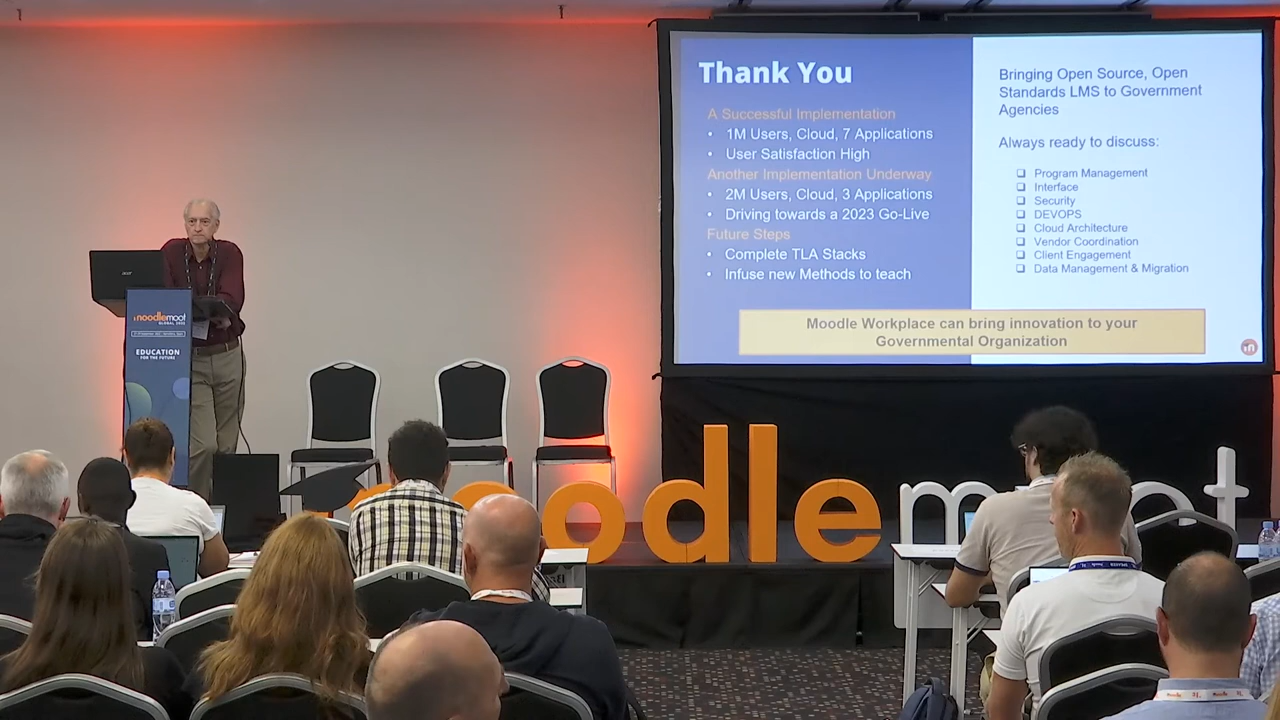 Thank You
A Successful Implementation
• 1M Users, Cloud, 7 Applications
• User Satisfaction High
Another Implementation Underway
• 2M Users, Cloud, 3 Applications
• Driving towards a 2023 Go-Live
Future Steps
• Complete TLA Stacks
• Infuse new Methods to teach
Bringing Open Source, Open
Standards LMS to Government
Agencies
Always ready to discuss:
❑ Program Management
❑ Interface
❑ Security
❑ DEVOPS
❑ Cloud Architecture
❑ Vendor Coordination
❑ Client Engagement
❑ Data Management & Migration
Moodle Workplace can bring innovation to your
Governmental Organization
acer
moodlemoot
EDUCATION
FOR THE FUTURE
oodle